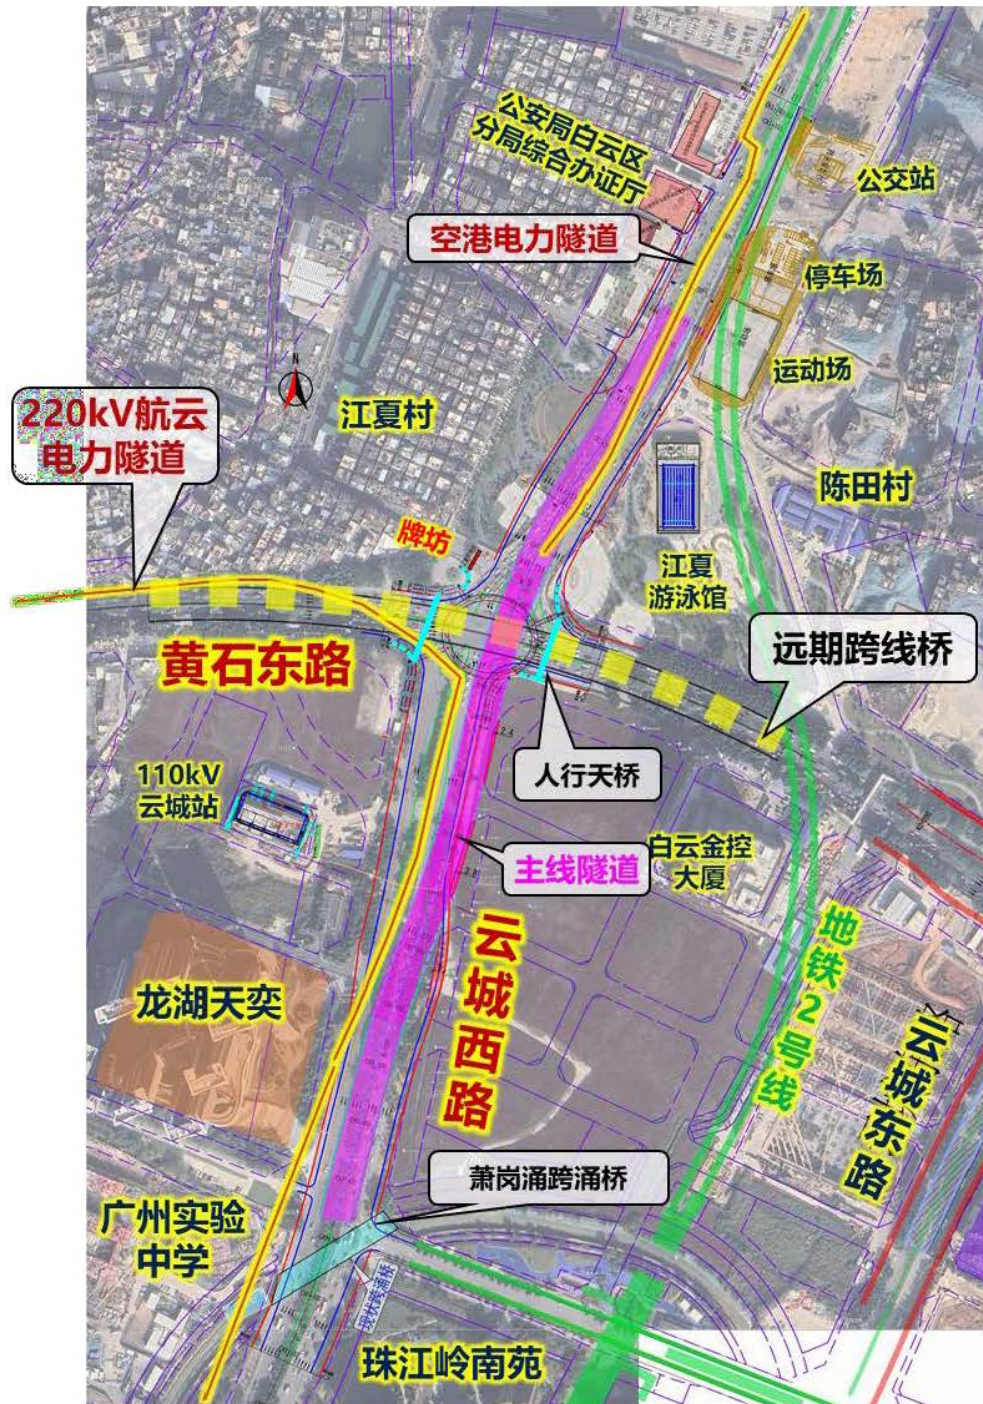 公安局白云区
分局综合办证厅
公交站
空港电力隧道
停车场
运动场
N
220kV航云
电力隧道
江夏村
陈田村
牌坊
江夏
游泳馆
黄石东路
远期跨线桥
人行天桥
110kV
云城站
主线隧道
白云金控
大厦
云城西路
地铁2号线
龙湖天奕
云城东路
萧岗涌跨涌桥
广州实验
中学
现状跨涌桥
珠江岭南苑